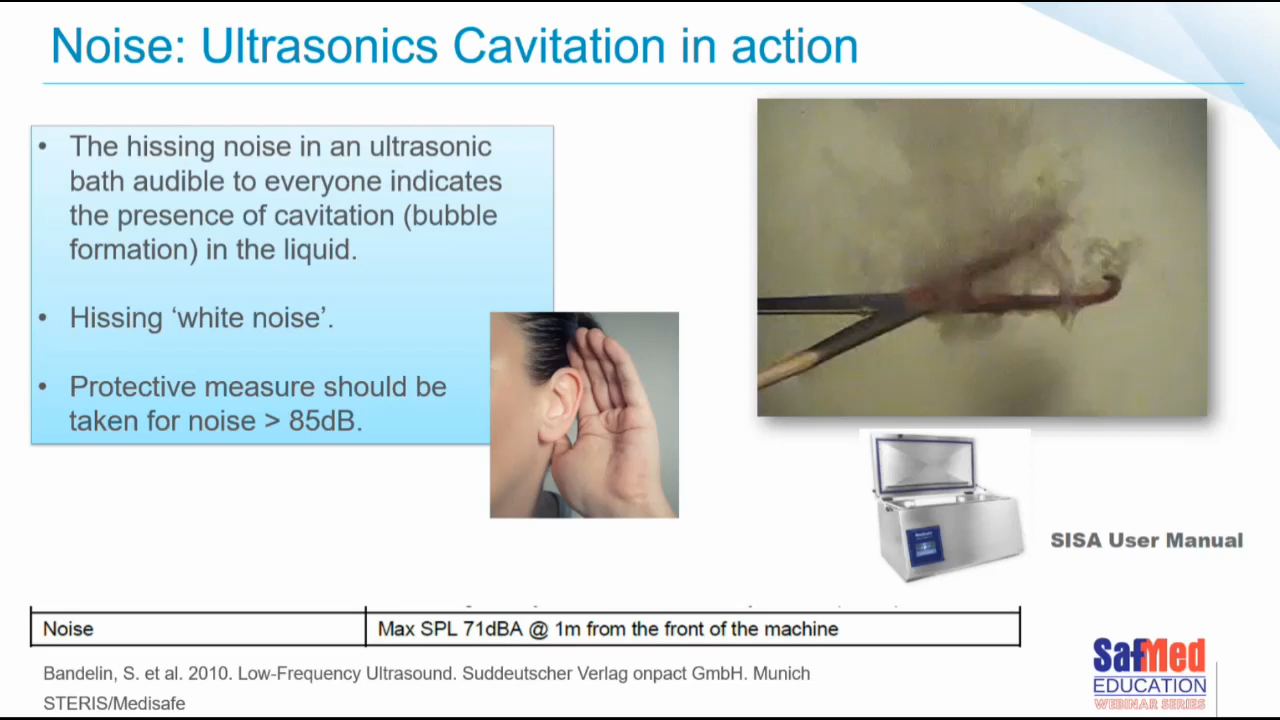 Noise: Ultrasonics Cavitation in action
• The hissing noise in an ultrasonic
bath audible to everyone indicates
the presence of cavitation (bubble
formation) in the liquid.
• Hissing ‘white noise’.
• Protective measure should be
taken for noise > 85dB.
SISA User Manual
Noise Max SPL 71dBA @ 1m from the front of the machine
Bandelin, S. et al. 2010. Low-Frequency Ultrasound. Suddeutscher Verlag onpact GmbH. Munich
STERIS/Medisafe
SafMed
EDUCATION
WEBINAR SERIES